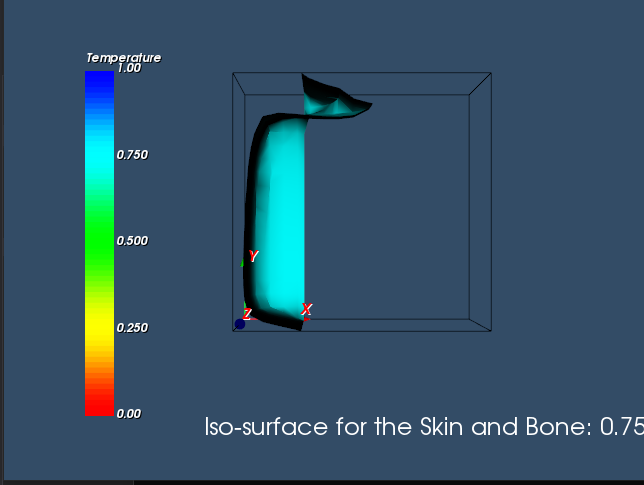 Temperature
1.00
0.750
0.500
0.250
0.00
Y
Z
X
Iso-surface for the Skin and Bone: 0.75